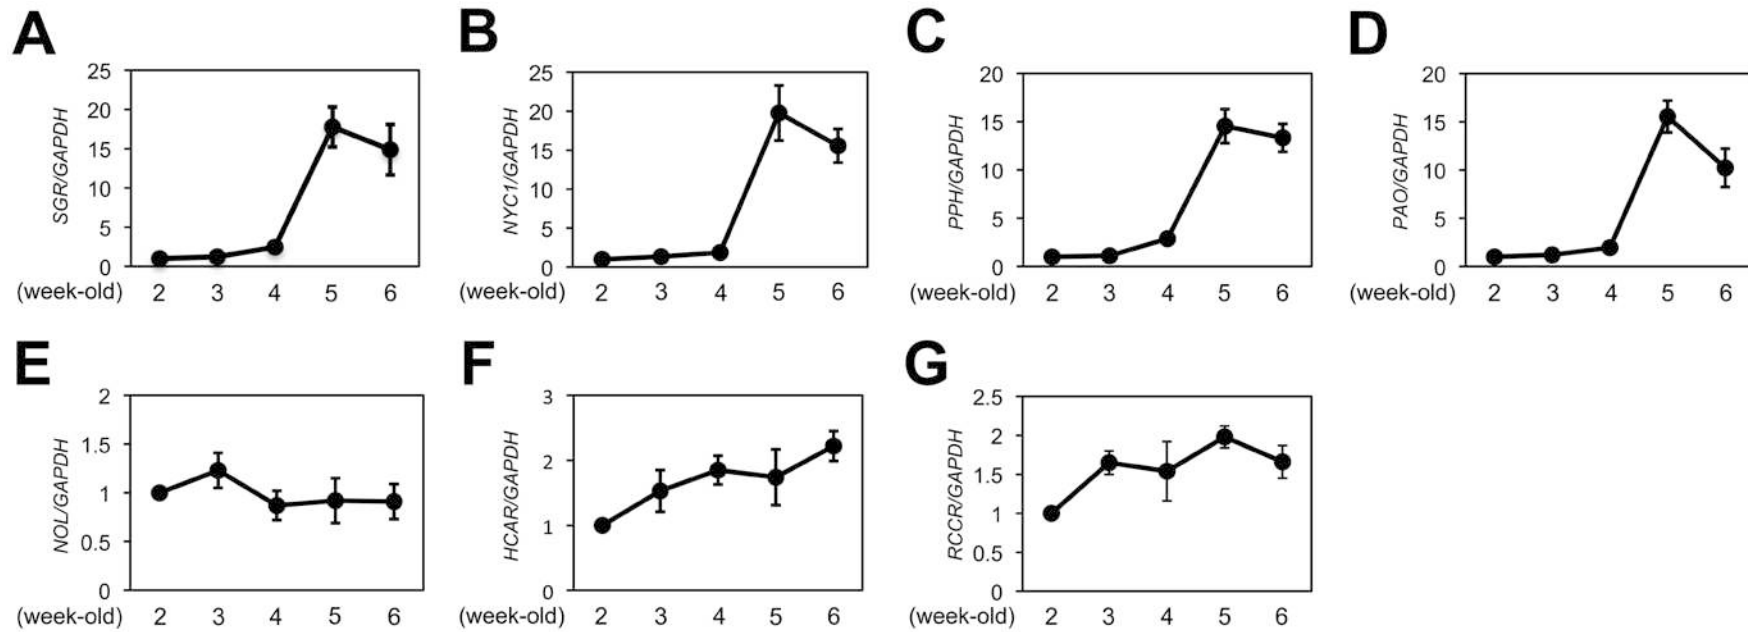 A
SGR/GAPDH
25
20
15
10
5
0
(week-old) 2 3 4 5 6
B
NYC1/GAPDH
25
20
15
10
5
0
2 3 4 5 6
C
PPH/GAPDH
20
15
10
5
0
(week-old) 2 3 4 5 6
D
PAO/GAPDH
20
15
10
5
0
(week-old) 2 3 4 5 6
E
NOL/GAPDH
2
1.5
1
0.5
0
(week-old) 2 3 4 5 6
F
HCAR/GAPDH
3
2
1
0
(week-old) 2 3 4 5 6
G
RCCR/GAPDH
2.5
2
1.5
1
0.5
0
(week-old) 2 3 4 5 6